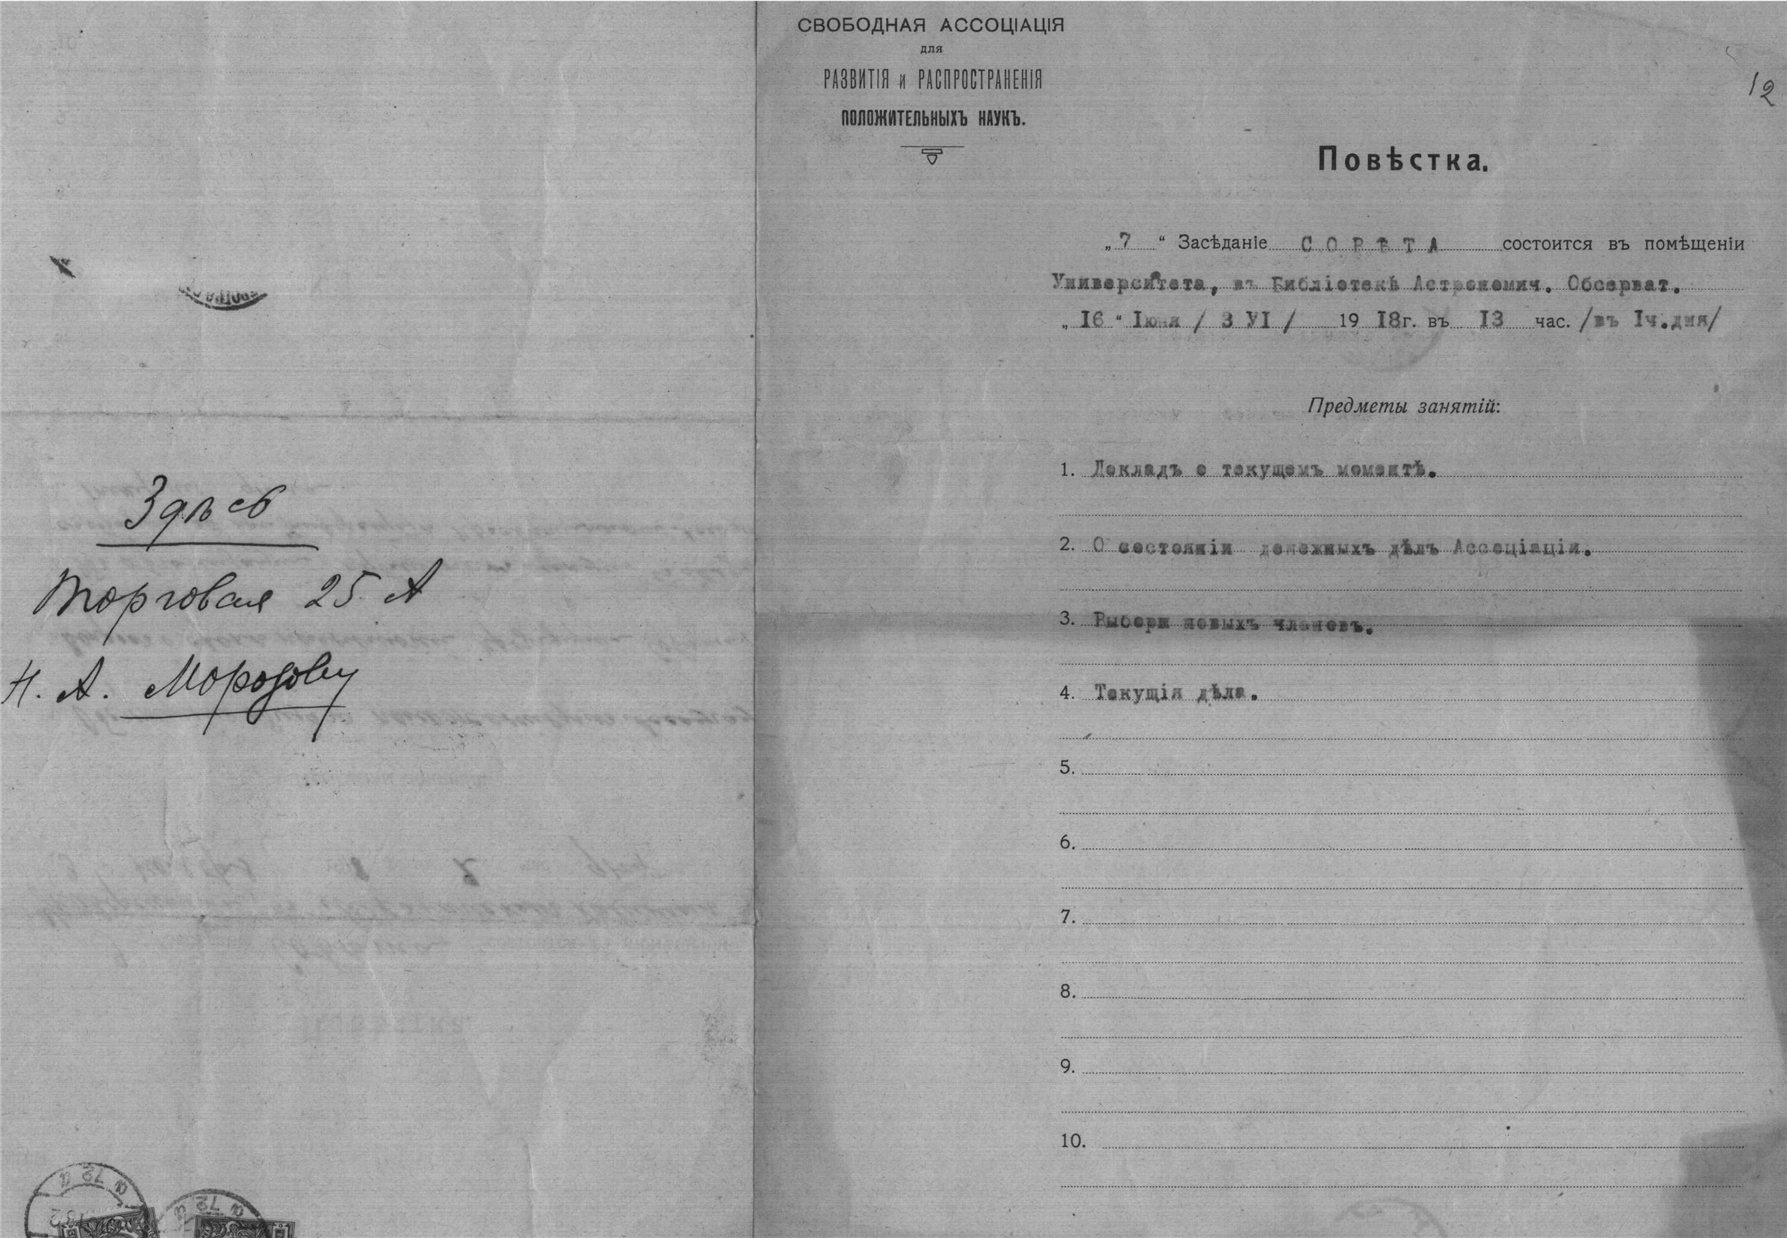 Здѣсь
Торговая 25 А
Н. А. Морозову
СВОБОДНАЯ АССОЦІАЦІЯ
для
РАЗВИТІЯ и РАСПРОСТРАНЕНІЯ
ПОЛОЖИТЕЛЬНЫХЪ НАУКЪ.
12
Повѣстка.
„ 7 “ Засѣданіе СОВѢТА состоится въ помѣщеніи
Университета, въ Библіотекѣ Астрономич. Обсерват.
„ 16 “ Іюня / 3 VI / 19 18г. въ 13 час. /въ 1ч.дня/
Предметы занятій:
1. Докладъ о текущемъ моментѣ.
2. О состояніи денежныхъ дѣлъ Ассоціаціи.
3. Выборы новыхъ членовъ.
4. Текущія дѣла.
5.
6.
7.
8.
9.
10.